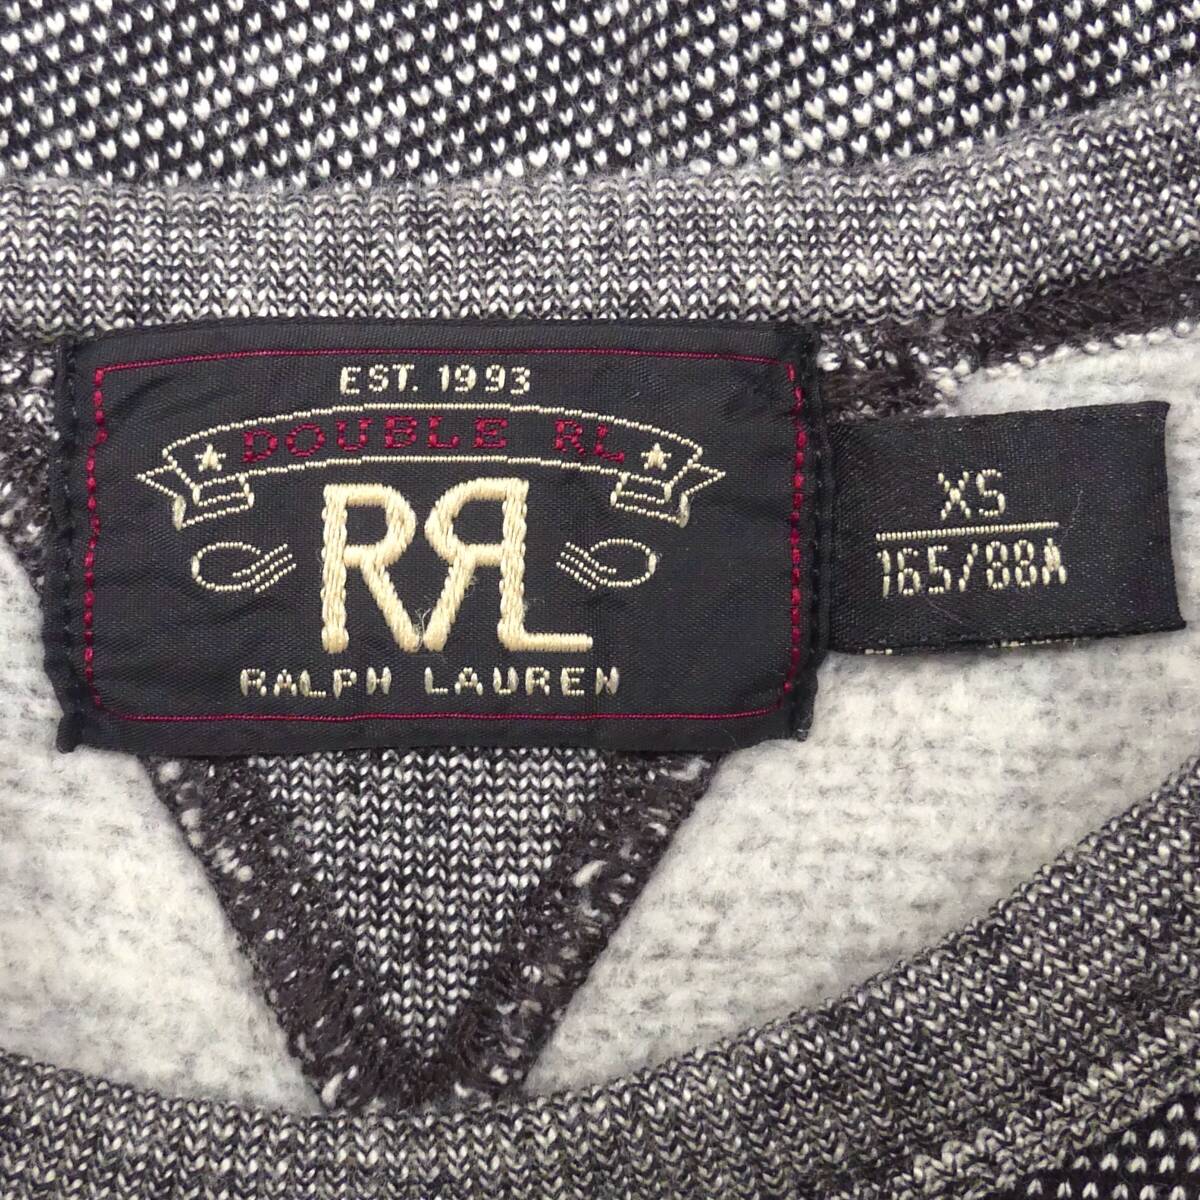 EST. 1993
DOUBLE RL
RRL
RALPH LAUREN
XS
165/88A